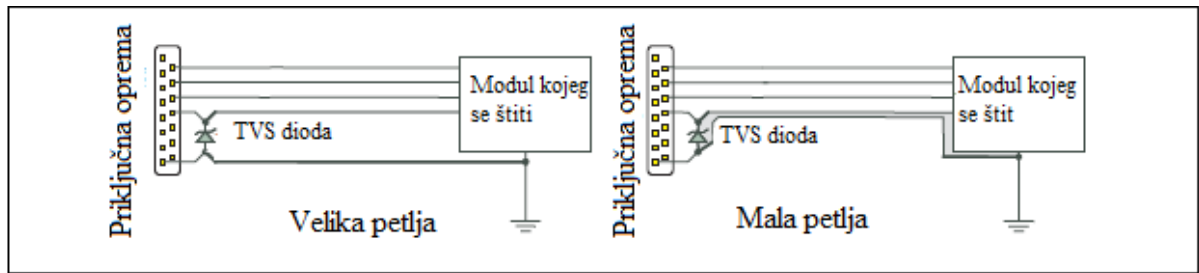 Priključna oprema
Modul kojeg
se štiti
TVS dioda
Velika petlja
Priključna oprema
Modul kojeg
se štit
TVS dioda
Mala petlja